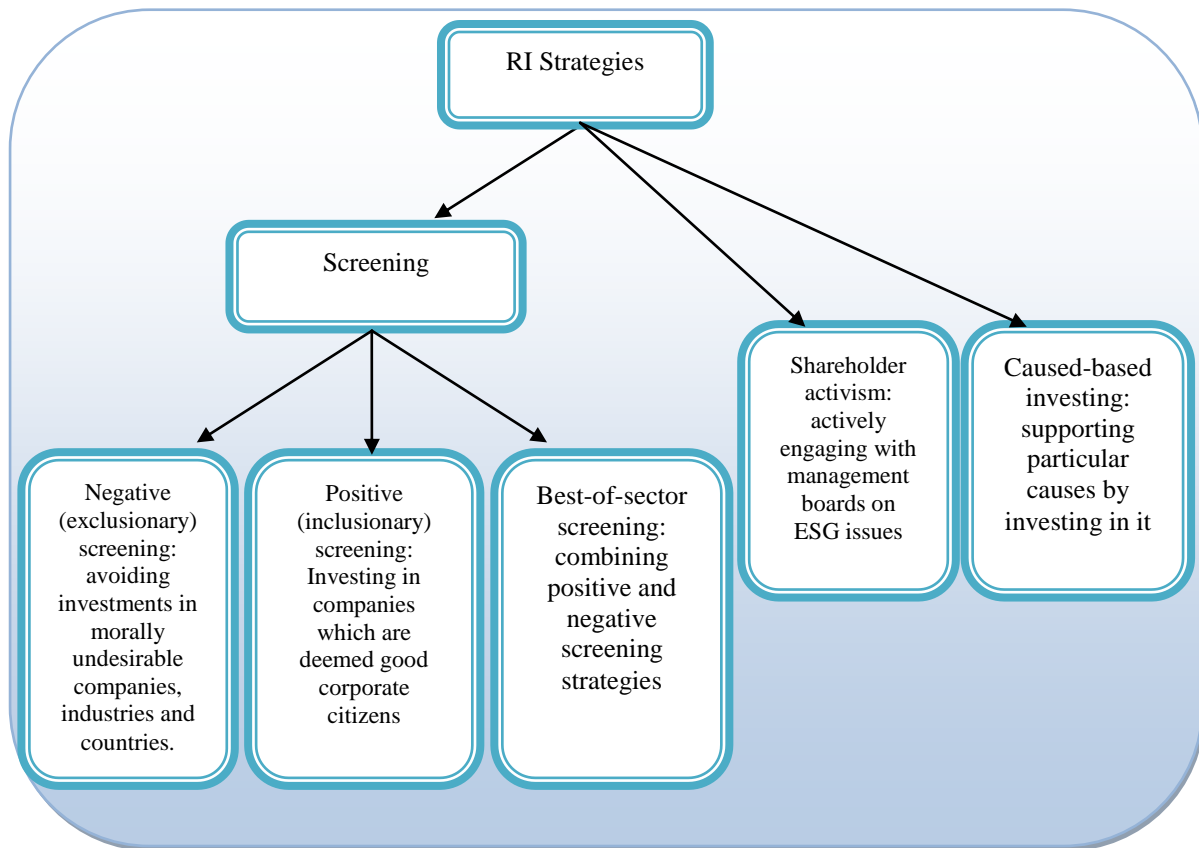 RI Strategies
Screening
Shareholder
activism:
actively
engaging with
management
boards on
ESG issues
Caused-based
investing:
supporting
particular
causes by
investing in it
Negative
(exclusionary)
screening:
avoiding
investments in
morally
undesirable
companies,
industries and
countries.
Positive
(inclusionary)
screening:
Investing in
companies
which are
deemed good
corporate
citizens
Best-of-sector
screening:
combining
positive and
negative
screening
strategies